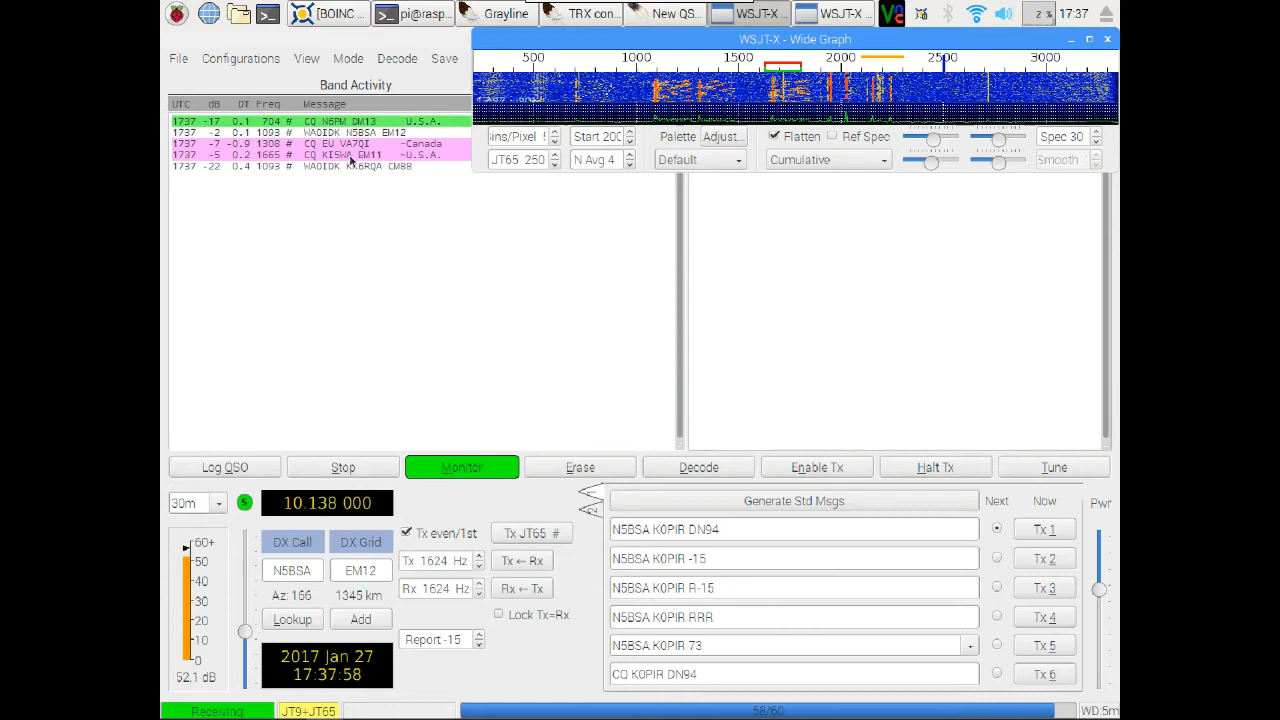 [BOINC pi@rasp... Grayline TRX con... New QS... WSJT-X WSJT-X ... 2 % 17:37
WSJT-X - Wide Graph
File Configurations View Mode Decode Save
500 1000 1500 2000 2500 3000
Band Activity
UTC dB DT Freq Message
1737 -17 0.1 704 # CQ N6PM DM13 U.S.A.
1737 -2 0.1 1093 # WA0IDK N5BSA EM12
1737 -7 -0.9 1308 # CQ EU VA7QI ~Canada
1737 -5 0.2 1665 # CQ KI5WA EM11 ~U.S.A.
1737 -22 0.4 1093 # WA0IDK KK6RQA CM88
Start 200 Palette Adjust... Flatten Ref Spec Spec 30
JT65 250 N Avg 4 Default Cumulative Smooth
Log QSO Stop Monitor Erase Decode Enable Tx Halt Tx Tune
30m S 10.138 000
Generate Std Msgs Next Now Pwr
60+
50
40
30
20
10
0
52.1 dB
DX Call DX Grid
N5BSA EM12
Az: 166 1345 km
Lookup Add
2017 Jan 27
17:37:58
Tx even/1st Tx JT65 #
Tx 1624 Hz Tx ← Rx
Rx 1624 Hz Rx ← Tx
Lock Tx=Rx
Report -15
1
2
N5BSA K0PIR DN94 Tx 1
N5BSA K0PIR -15 Tx 2
N5BSA K0PIR R-15 Tx 3
N5BSA K0PIR RRR Tx 4
N5BSA K0PIR 73 Tx 5
CQ K0PIR DN94 Tx 6
Receiving JT9+JT65 58/60 WD:5m